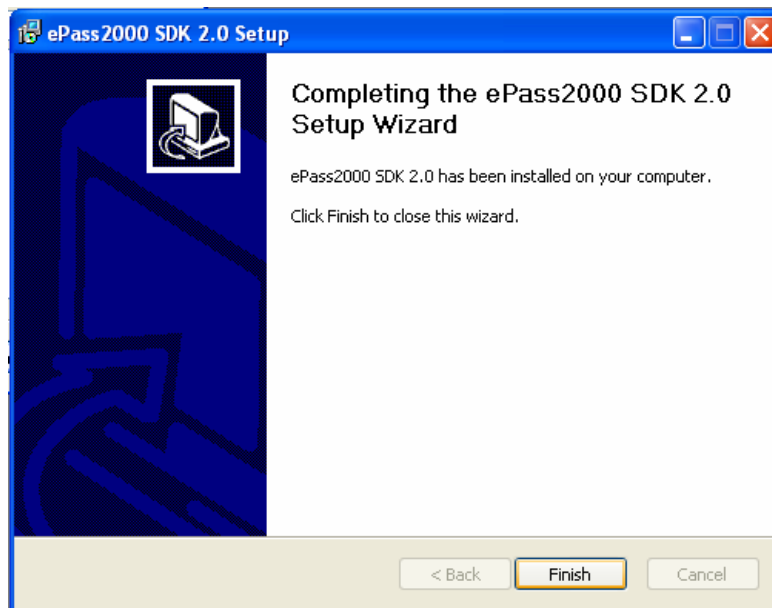 ePass2000 SDK 2.0 Setup
Completing the ePass2000 SDK 2.0
Setup Wizard
ePass2000 SDK 2.0 has been installed on your computer.
Click Finish to close this wizard.
< Back
Finish
Cancel